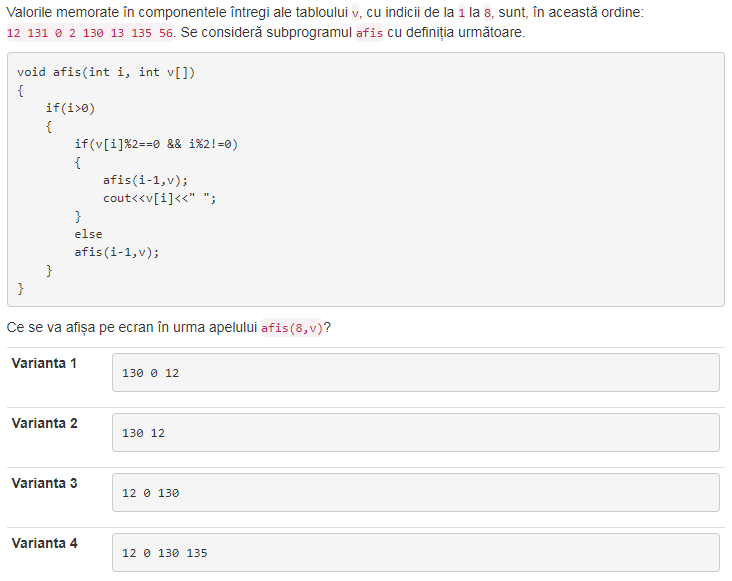 Valorile memorate în componentele întregi ale tabloului v, cu indicii de la 1 la 8, sunt, în această ordine:
12 131 0 2 130 13 135 56. Se consideră subprogramul afis cu definiția următoare.
void afis(int i, int v[])
{
    if(i>0)
    {
        if(v[i]%2==0 && i%2!=0)
        {
            afis(i-1,v);
            cout<<v[i]<<" ";
        }
        else
        afis(i-1,v);
    }
}
Ce se va afișa pe ecran în urma apelului afis(8,v)?
Varianta 1
130 0 12
Varianta 2
130 12
Varianta 3
12 0 130
Varianta 4
12 0 130 135